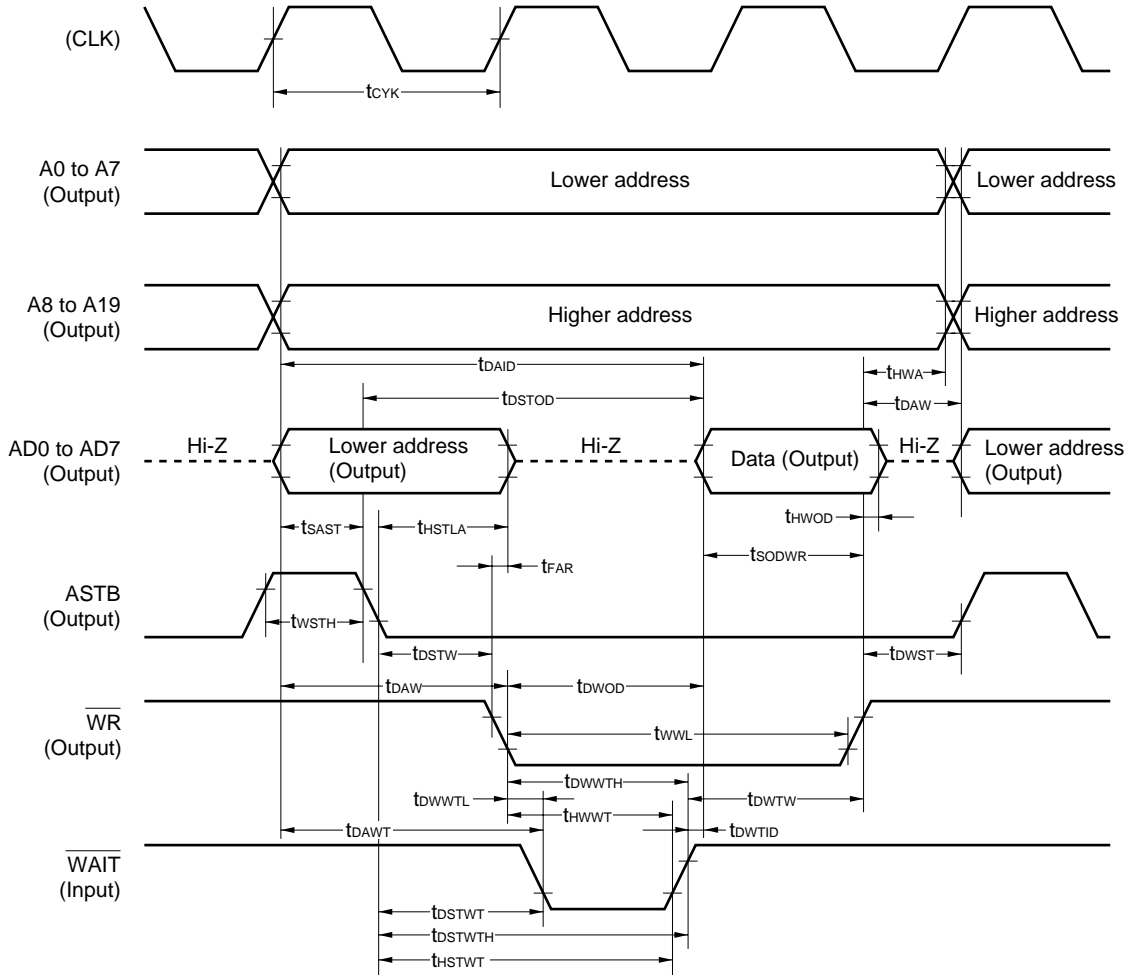 (CLK)
tCYK
A0 to A7
(Output)
Lower address
Lower address
A8 to A19
(Output)
Higher address
Higher address
tDAID
tHWA
tDSTOD
tDAW
AD0 to AD7
(Output)
Hi-Z
Lower address
(Output)
Hi-Z
Data (Output)
Hi-Z
Lower address
(Output)
tSAST
tHSTLA
tHWOD
tSODWR
tFAR
ASTB
(Output)
tWSTH
tDSTW
tDWST
tDAW
tDWOD
WR
(Output)
tWWL
tDWWTH
tDWWTL
tDWTW
tHWWT
tDAWT
tDWTID
WAIT
(Input)
tDSTWT
tDSTWTH
tHSTWT